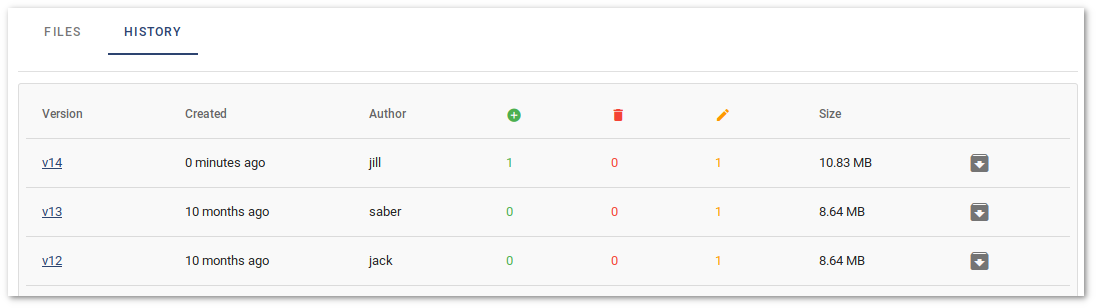 FILES HISTORY
Version Created Author Size
v14 0 minutes ago jill 1 0 1 10.83 MB
v13 10 months ago saber 0 0 1 8.64 MB
v12 10 months ago jack 0 0 1 8.64 MB